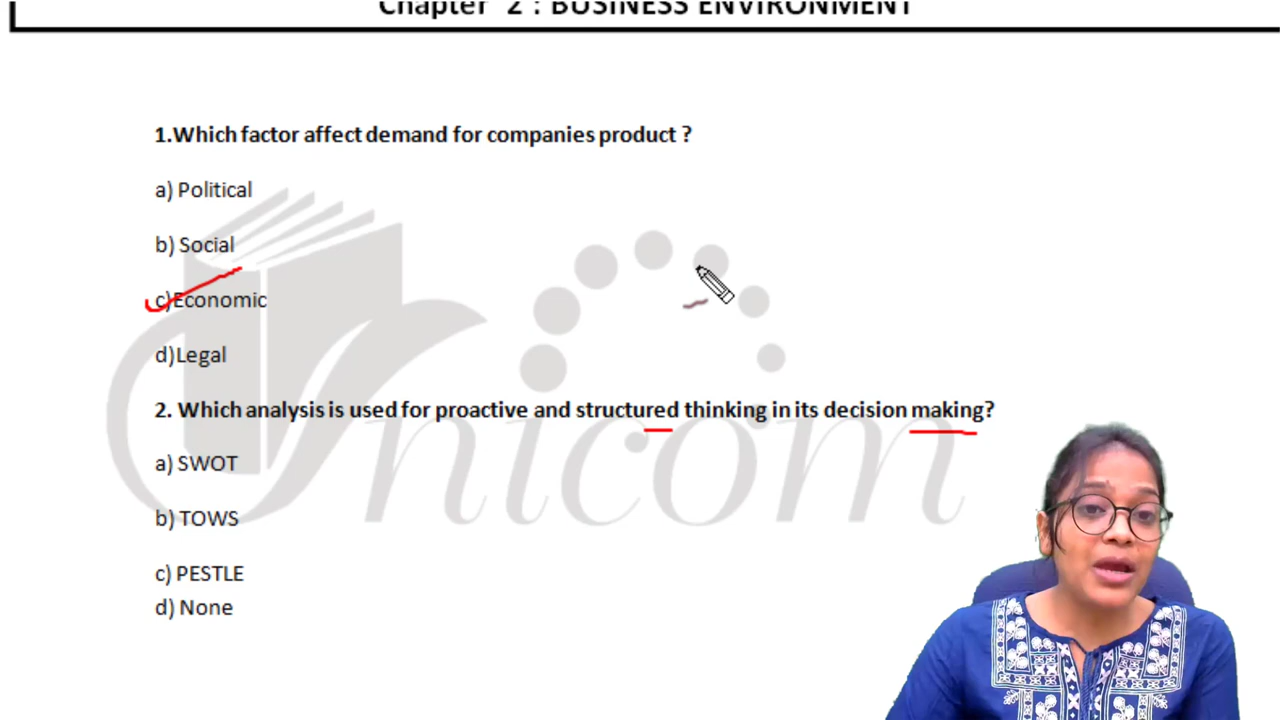 Chapter 2 : BUSINESS ENVIRONMENT
1.Which factor affect demand for companies product ?
a) Political
b) Social
c)Economic
d)Legal
2. Which analysis is used for proactive and structured thinking in its decision making?
a) SWOT
b) TOWS
c) PESTLE
d) None
Unicom